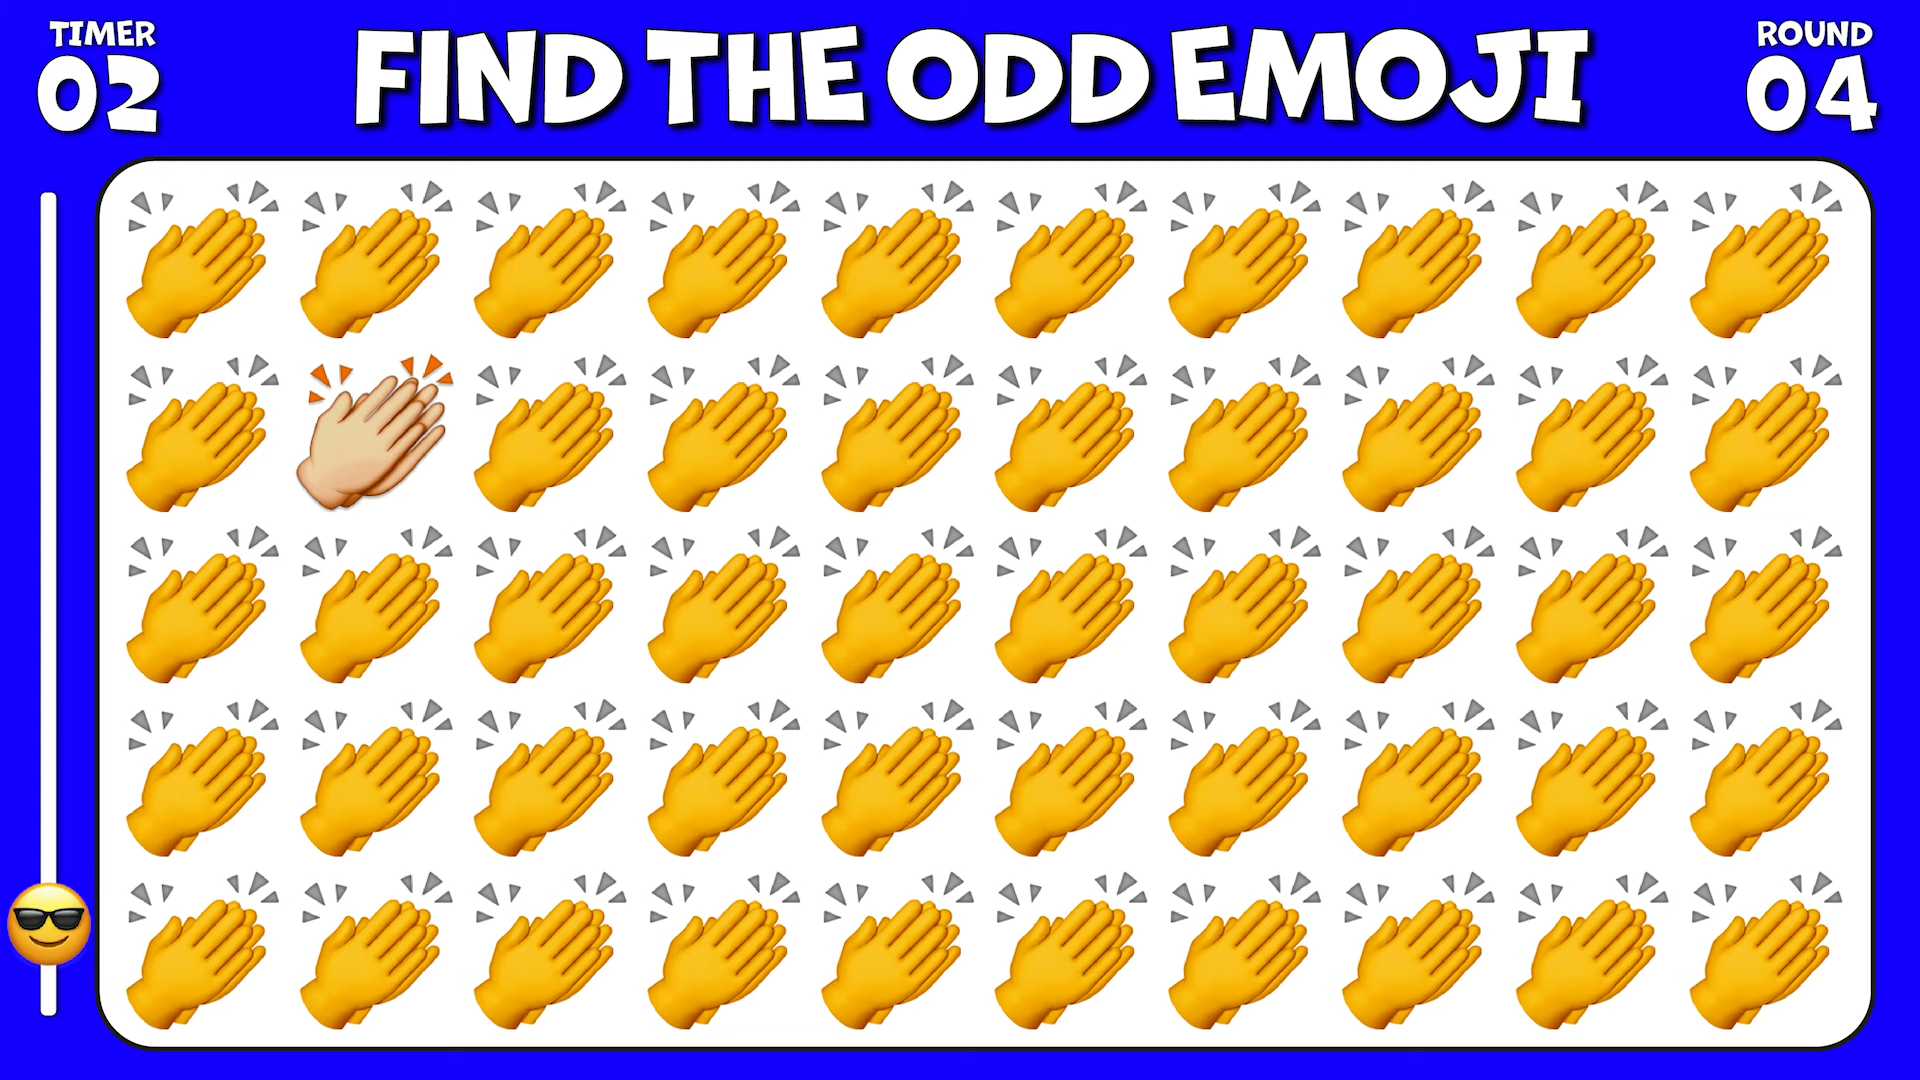 TIMER
02
FIND THE ODD EMOJI
ROUND
04